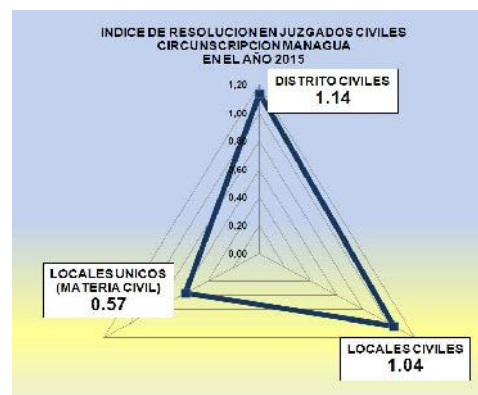 INDICE DE RESOLUCION EN JUZGADOS CIVILES
CIRCUNSCRIPCION MANAGUA
EN EL AÑO 2015
1,20
DISTRITO CIVILES
1.14
1,00
0,80
0,60
0,40
0,20
0,00
LOCALES UNICOS
(MATERIA CIVIL)
0.57
LOCALES CIVILES
1.04